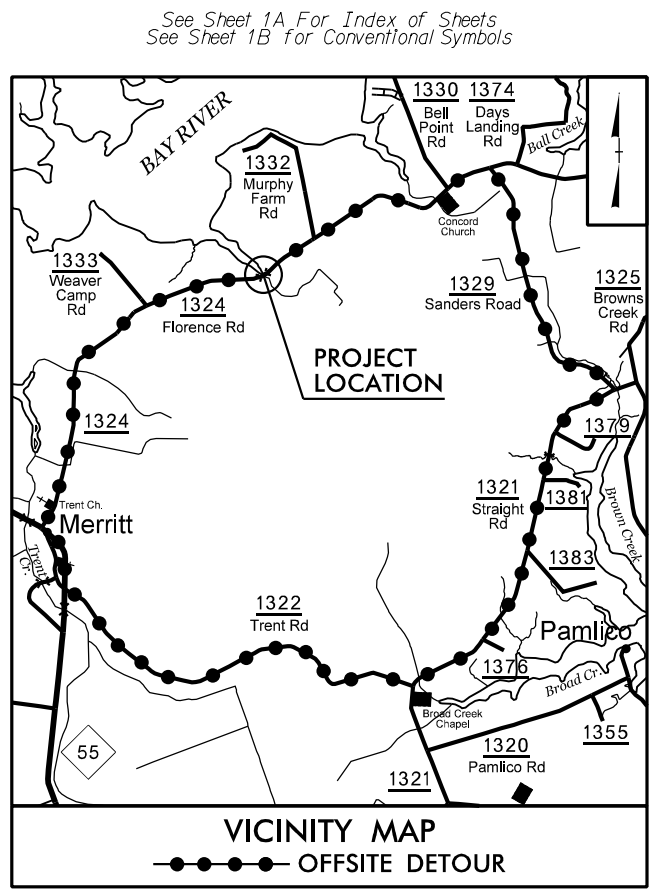 See Sheet 1A For Index of Sheets
See Sheet 1B for Conventional Symbols
BAY RIVER
1330
Bell
Point
Rd
1374
Days
Landing
Rd
Ball Creek
1332
Murphy
Farm
Rd
Concord
Church
1333
Weaver
Camp
Rd
1324
Florence Rd
1329
Sanders Road
1325
Browns
Creek
Rd
PROJECT
LOCATION
1324
1379
1321
Straight
Rd
1381
Brown Creek
Trent Ch.
Merritt
Trent
Cr.
1383
1322
Trent Rd
Pamlico
1376
Broad Cr.
Broad Creek
Chapel
55
1320
Pamlico Rd
1355
1321
VICINITY MAP
OFFSITE DETOUR